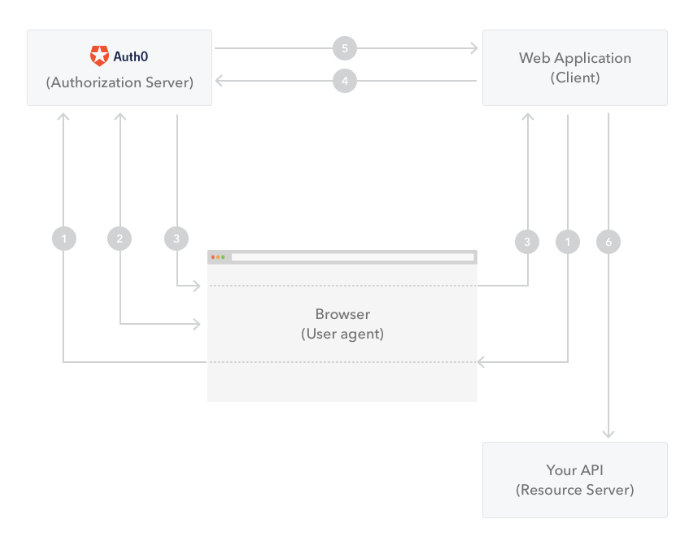 Auth0
(Authorization Server)
5
4
Web Application
(Client)
1
2
3
3
1
6
Browser
(User agent)
Your API
(Resource Server)